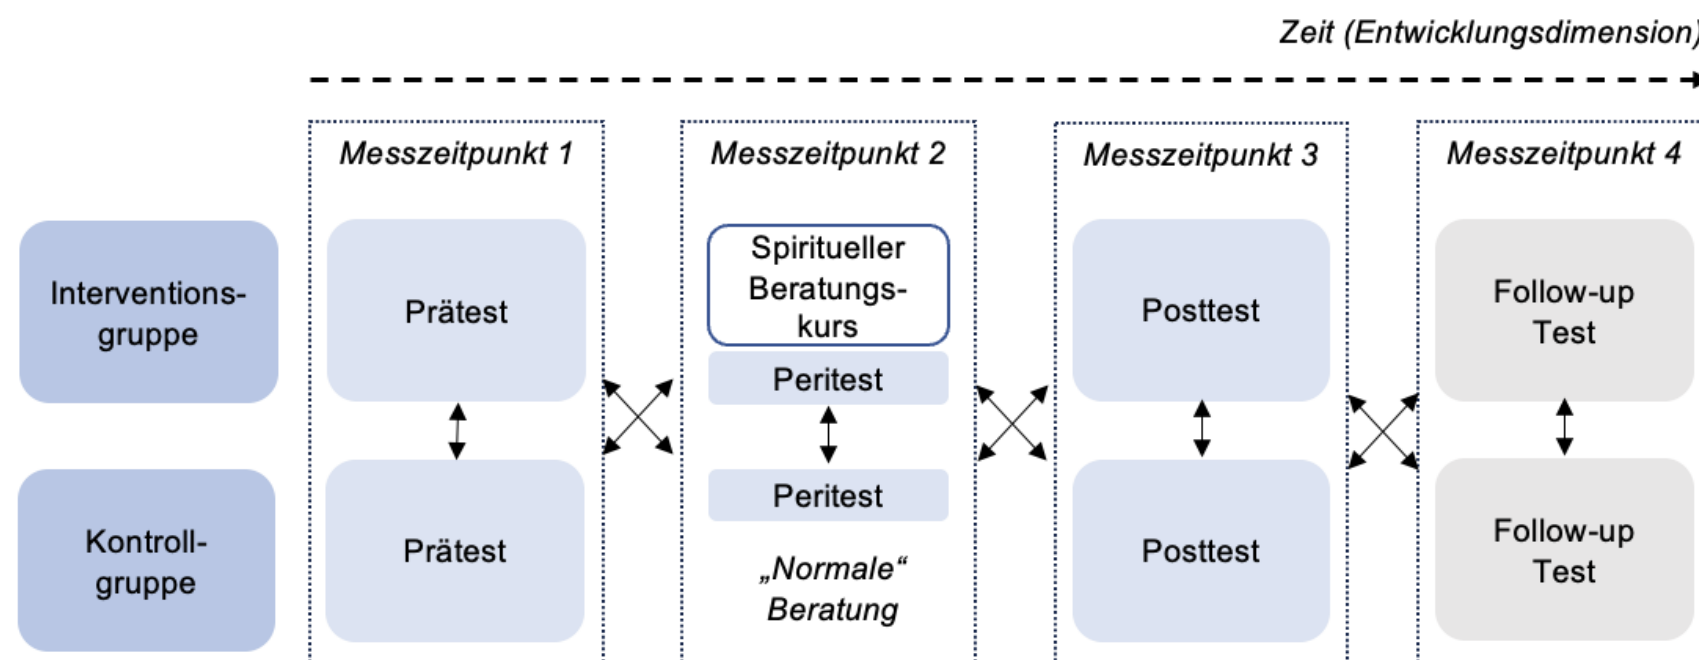 Zeit (Entwicklungsdimension)
Messzeitpunkt 1
Messzeitpunkt 2
Messzeitpunkt 3
Messzeitpunkt 4
Interventions-
gruppe
Prätest
Spiritueller
Beratungs-
kurs
Peritest
Posttest
Follow-up
Test
Kontroll-
gruppe
Prätest
Peritest
„Normale“
Beratung
Posttest
Follow-up
Test